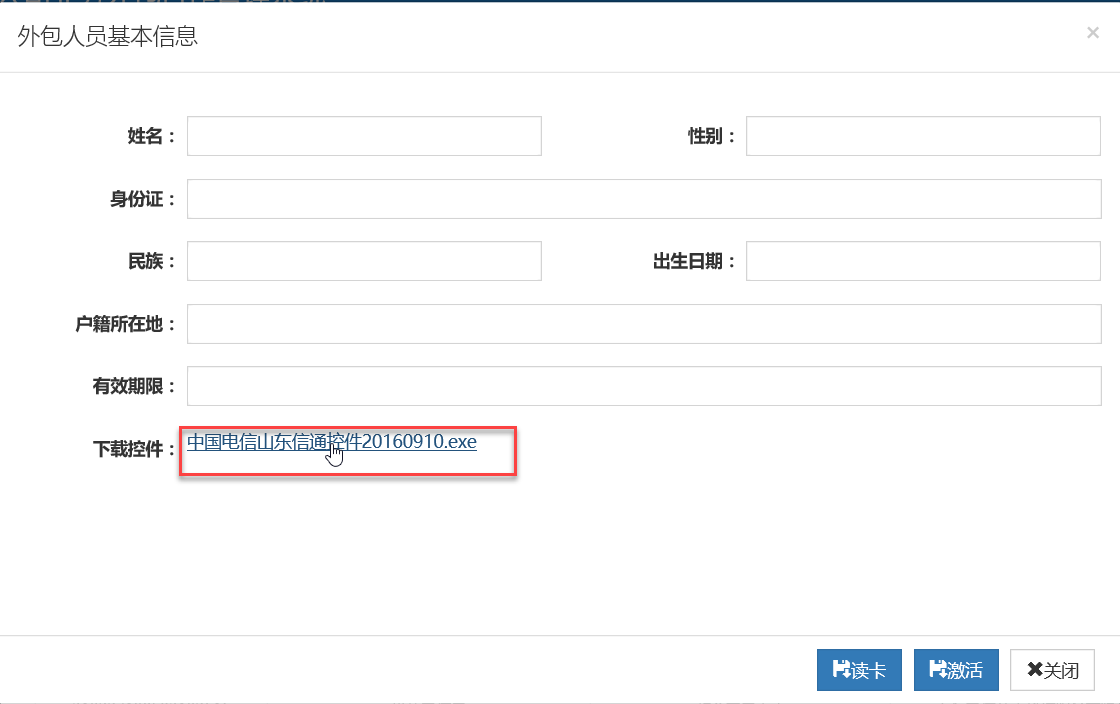 外包人员基本信息
×
姓名：
性别：
身份证：
民族：
出生日期：
户籍所在地：
有效期限：
下载控件：
中国电信山东信通控件20160910.exe
读卡
激活
关闭